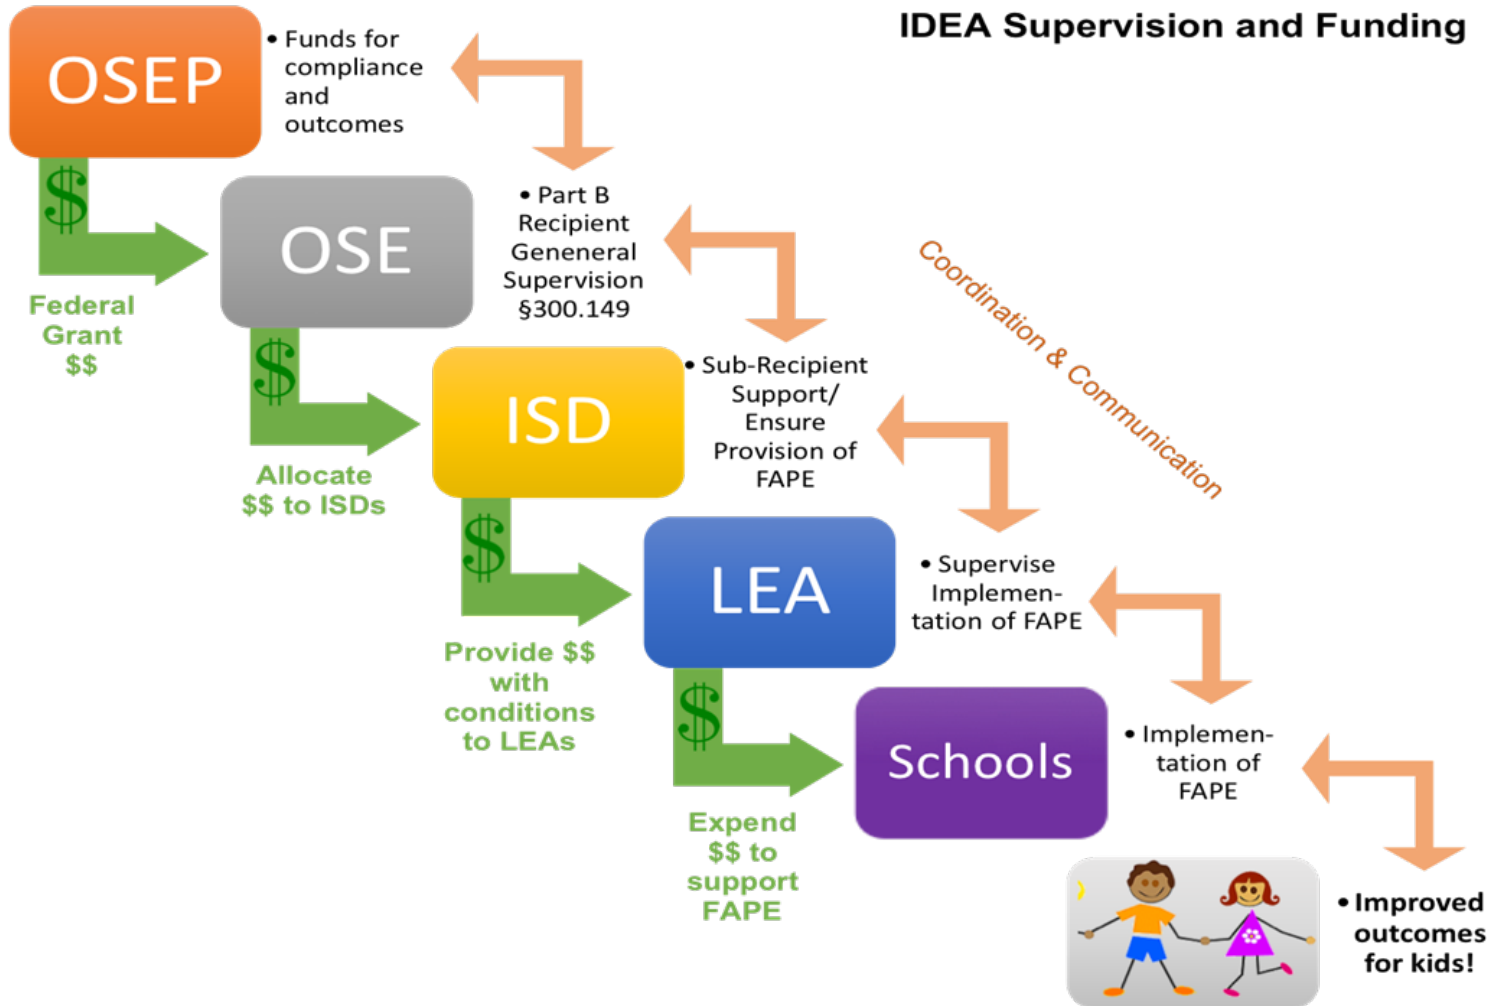 IDEA Supervision and Funding
OSEP
• Funds for
compliance
and
outcomes
$
Federal
Grant
$$
OSE
• Part B
Recipient
Geneneral
Supervision
§300.149
$
Allocate
$$ to ISDs
ISD
• Sub-Recipient
Support/
Ensure
Provision of
FAPE
Coordination & Communication
$
Provide $$
with
conditions
to LEAs
LEA
• Supervise
Implemen-
tation of FAPE
$
Expend
$$ to
support
FAPE
Schools
• Implemen-
tation of
FAPE
• Improved
outcomes
for kids!